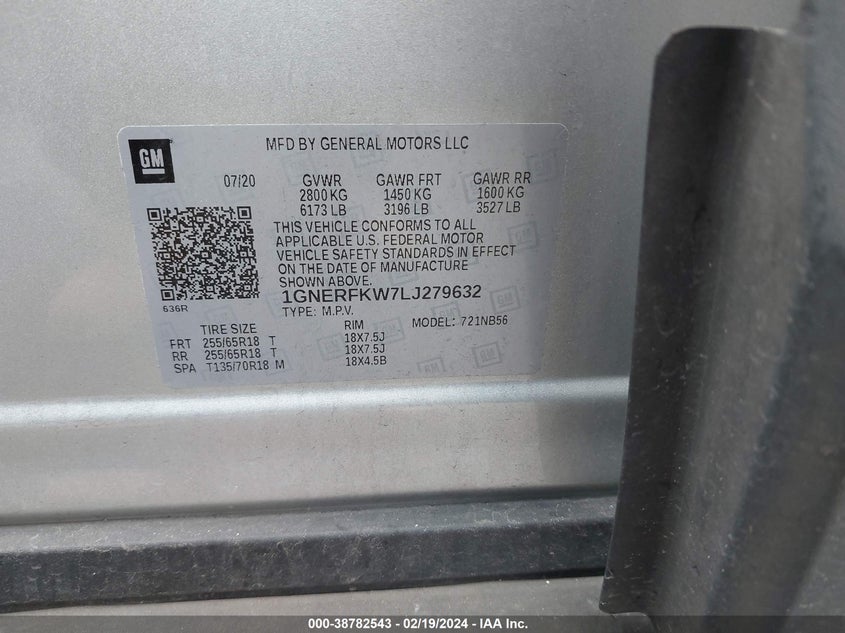 GM
MFD BY GENERAL MOTORS LLC
07/20 GVWR GAWR FRT GAWR RR
2800 KG 1450 KG 1600 KG
6173 LB 3196 LB 3527 LB
THIS VEHICLE CONFORMS TO ALL
APPLICABLE U.S. FEDERAL MOTOR
VEHICLE SAFETY STANDARDS IN EFFECT
ON THE DATE OF MANUFACTURE
SHOWN ABOVE.
636R
1GNERFKW7LJ279632
TYPE: M.P.V. MODEL: 721NB56
TIRE SIZE RIM
FRT 255/65R18 T 18X7.5J
RR 255/65R18 T 18X7.5J
SPA T135/70R18 M 18X4.5B
000-38782543 - 02/19/2024 - IAA Inc.